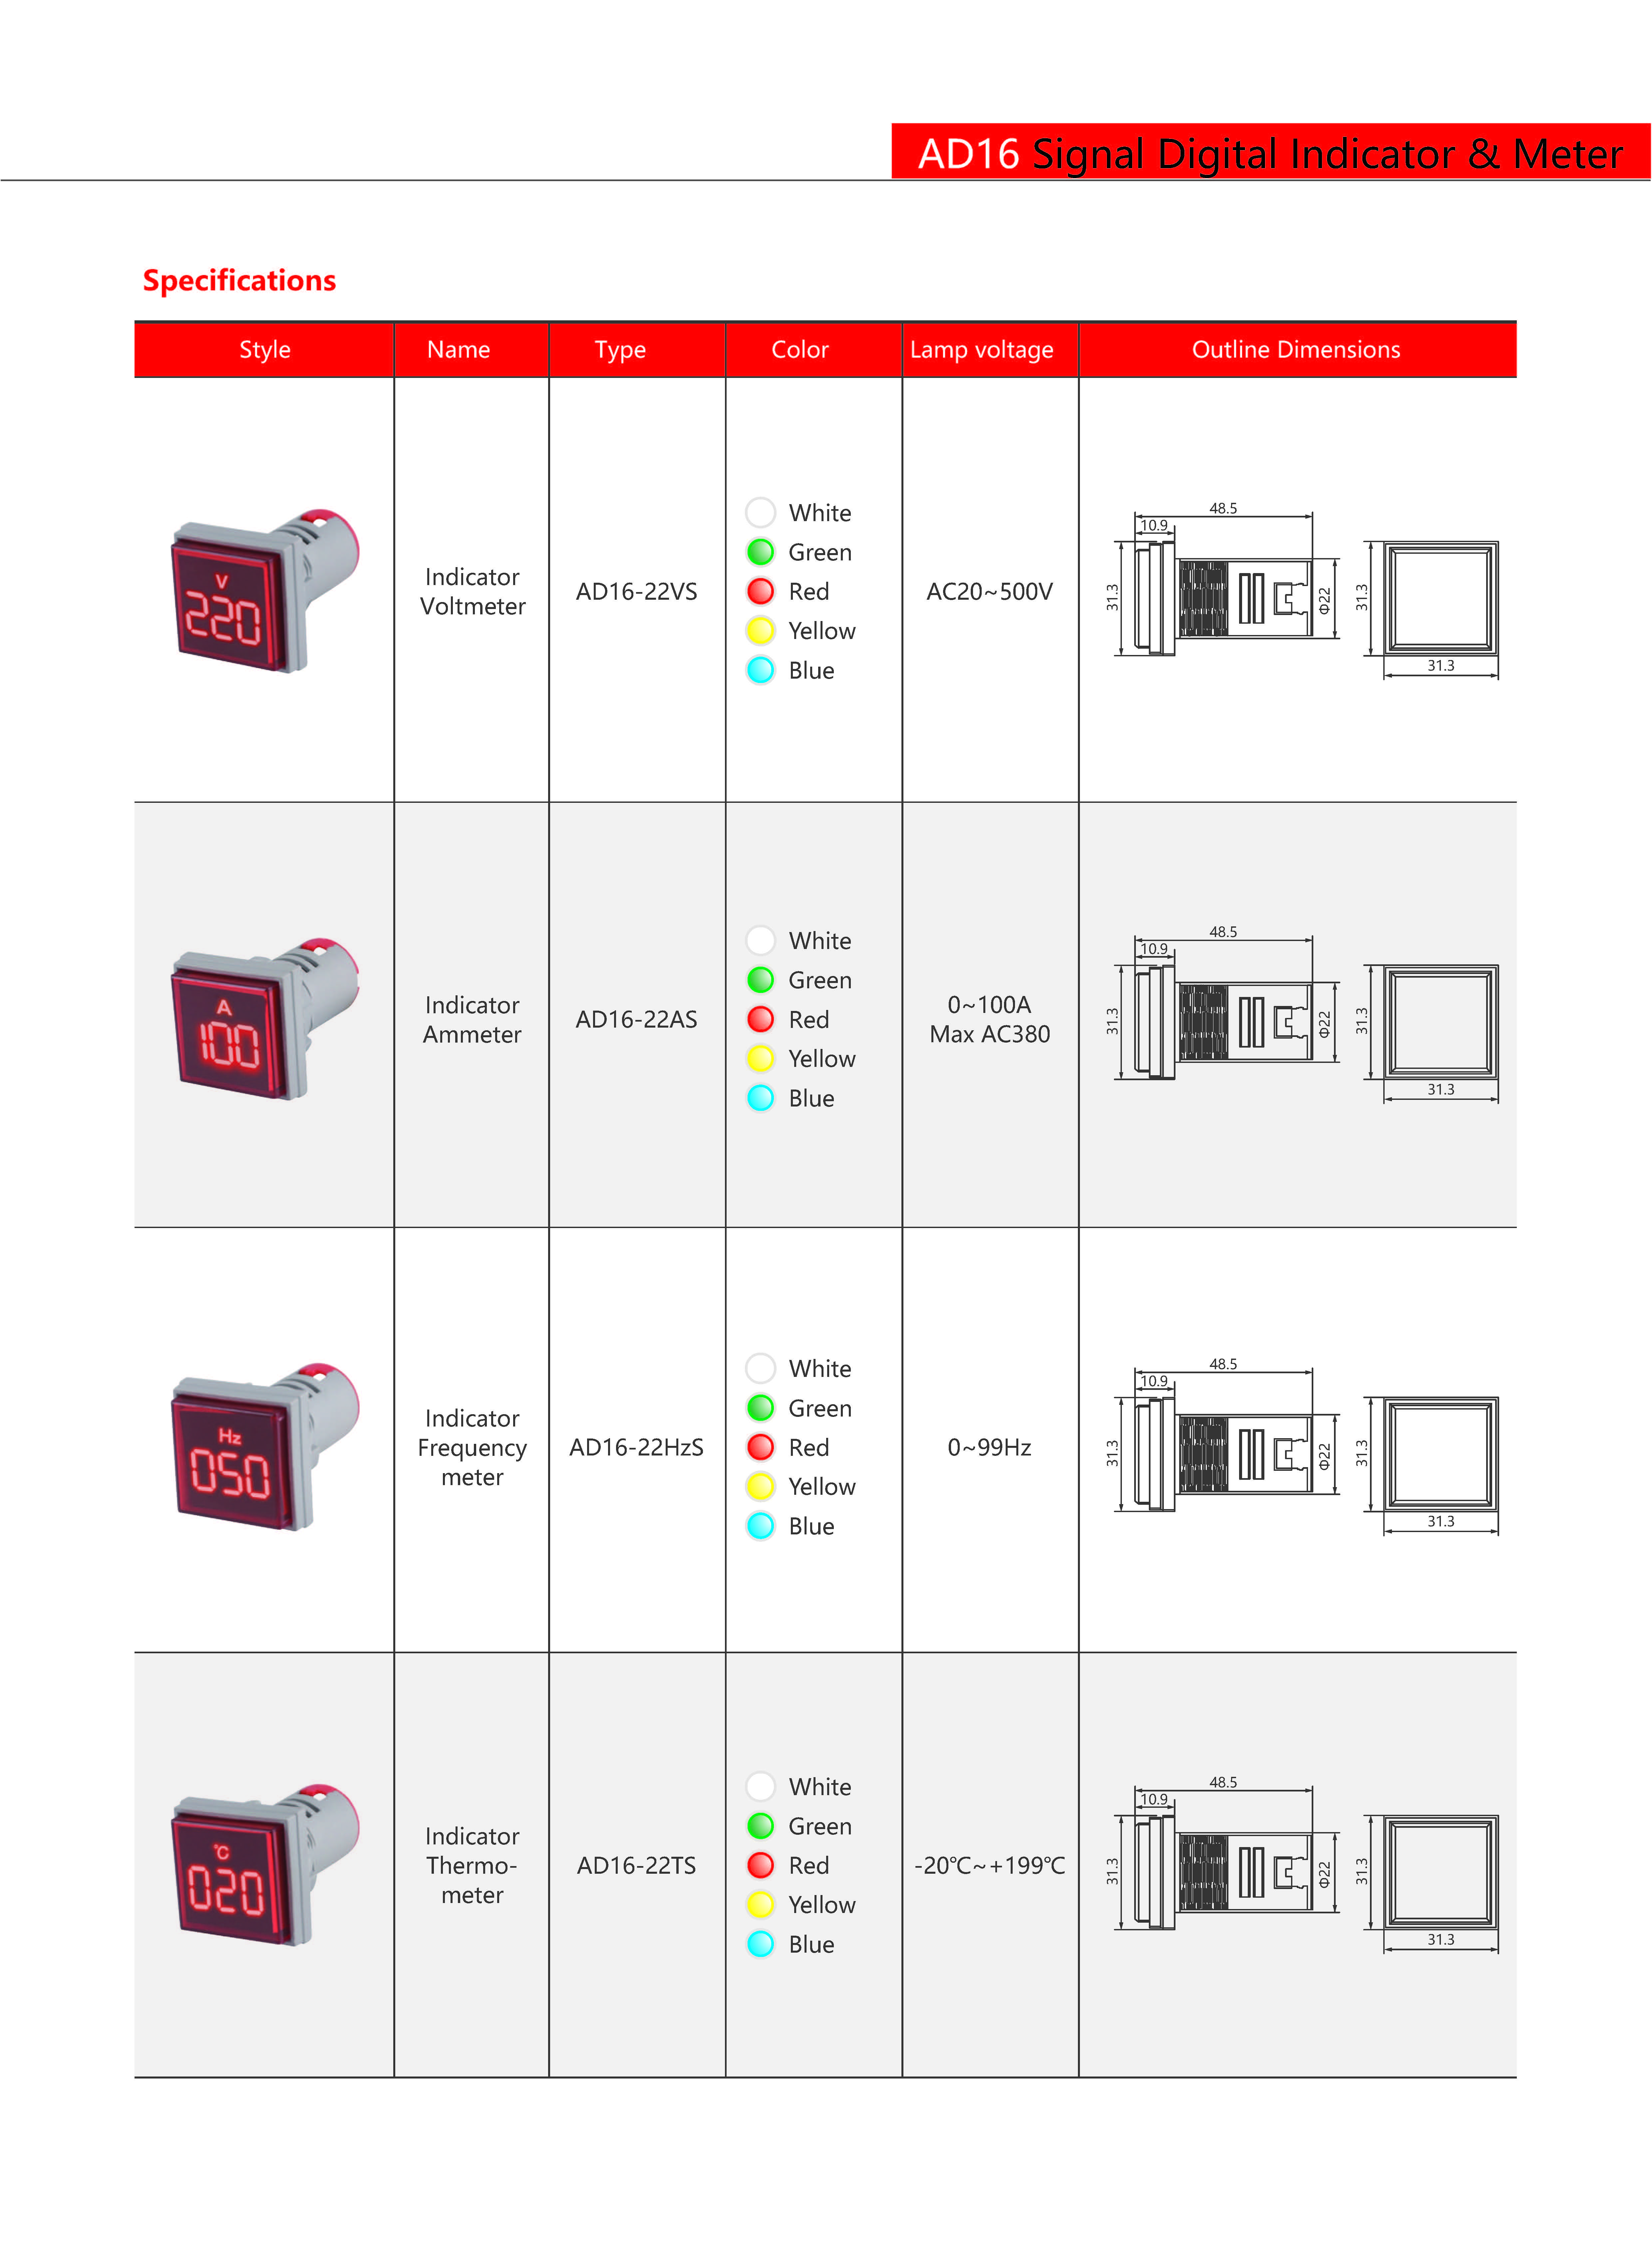 AD16 Signal Digital Indicator & Meter
Specifications
Style Name Type Color Lamp voltage Outline Dimensions
V
220
Indicator
Voltmeter
AD16-22VS
White
Green
Red
Yellow
Blue
AC20~500V
48.5
10.9
31.3
Φ22
31.3
31.3
A
100
Indicator
Ammeter
AD16-22AS
White
Green
Red
Yellow
Blue
0~100A
Max AC380
48.5
10.9
31.3
Φ22
31.3
31.3
Hz
050
Indicator
Frequency
meter
AD16-22HzS
White
Green
Red
Yellow
Blue
0~99Hz
48.5
10.9
31.3
Φ22
31.3
31.3
℃
020
Indicator
Thermo-
meter
AD16-22TS
White
Green
Red
Yellow
Blue
-20℃~+199℃
48.5
10.9
31.3
Φ22
31.3
31.3